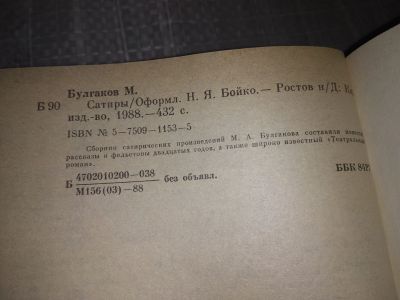 Булгаков М.
Б 90
Сатиры/Оформл. Н. Я. Бойко.— Ростов н/Д: Кн.
изд.-во, 1988.—432 с.
ISBN № 5-7509-1153-5
Сборник сатирических произведений М. А. Булгакова составили
рассказы и фельетоны двадцатых годов, а также широко известный «Театральный
роман».
Б 4702010200—038
М156(03)—88
без объявл.
ББК 84Р